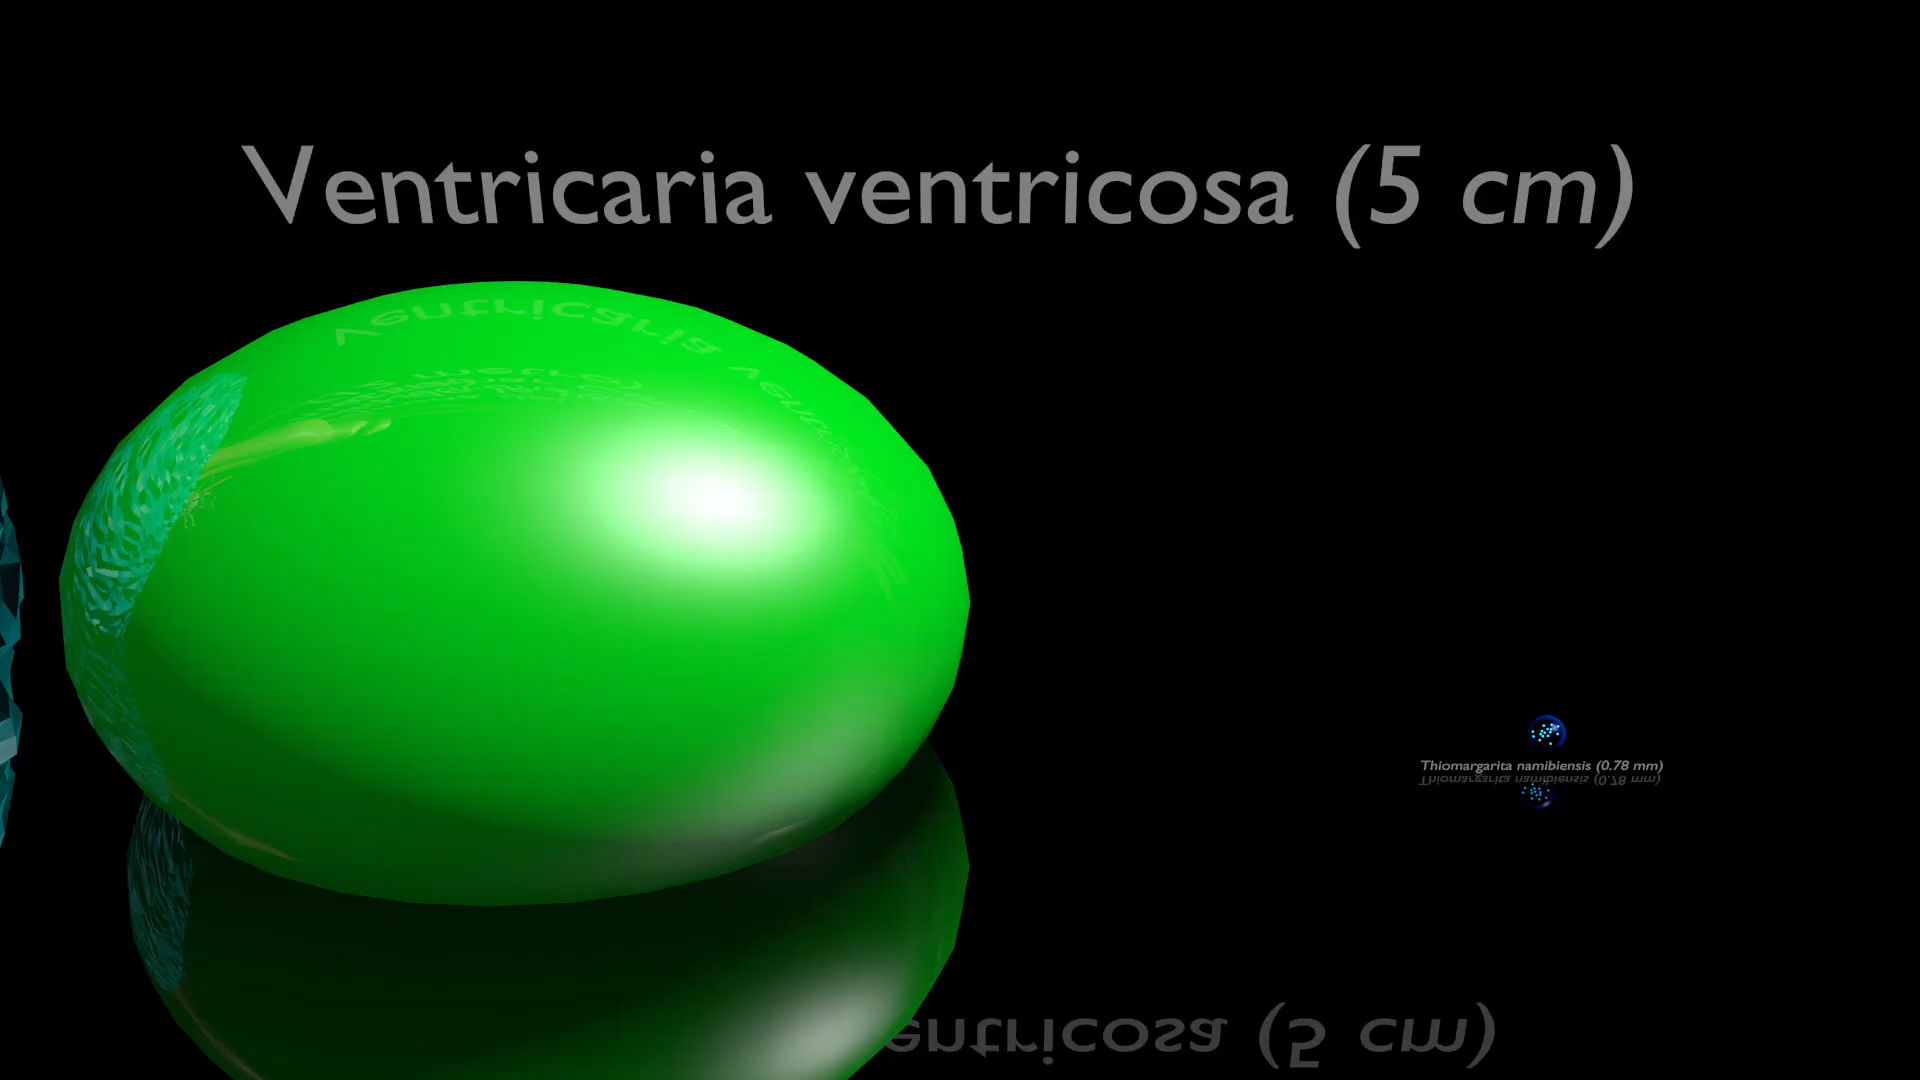 Ventricaria ventricosa (5 cm)
Thiomargarita namibiensis (0.78 mm)